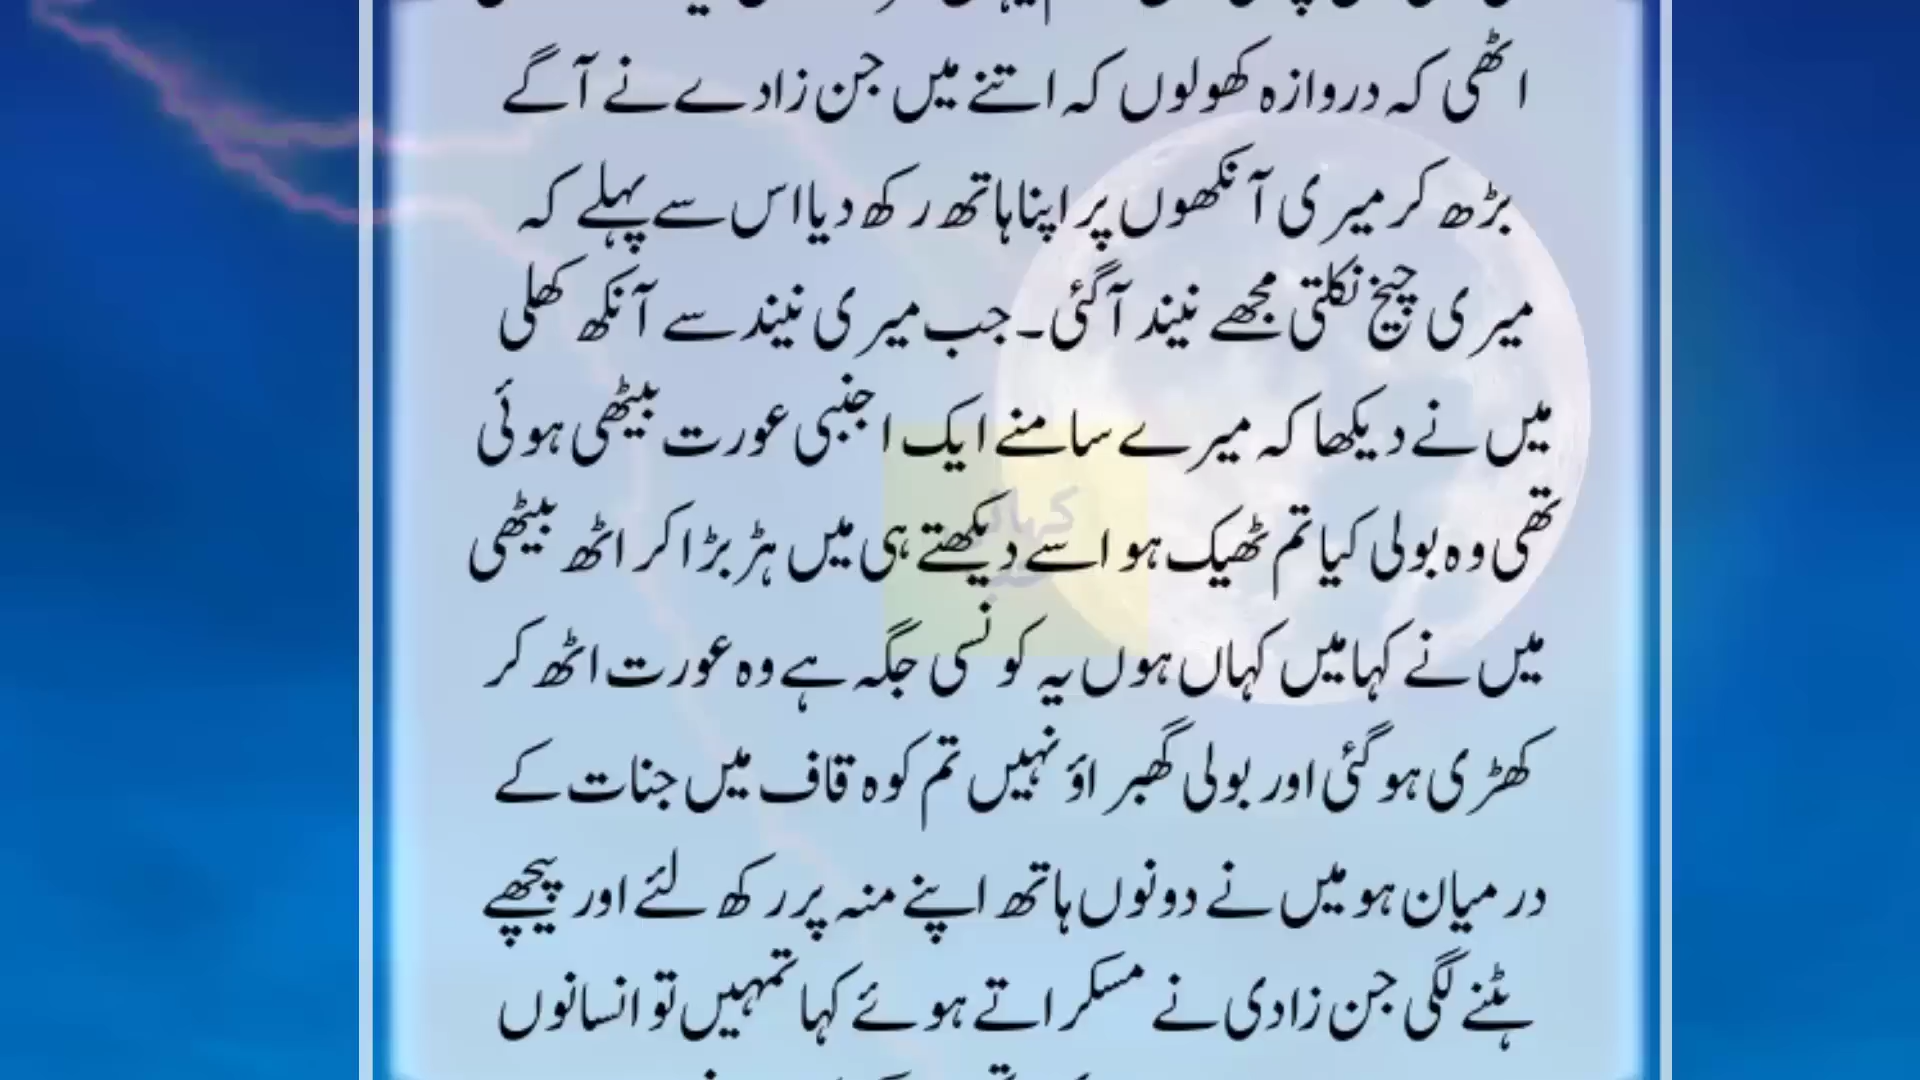 اٹھی کہ دروازہ کھولوں کہ اتنے میں جن زادے نے آگے
بڑھ کر میری آنکھوں پر اپنا ہاتھ رکھ دیا اس سے پہلے کہ
میری چیخ نکلتی مجھے نیند آگئی۔ جب میری نیند سے آنکھ کھلی
میں نے دیکھا کہ میرے سامنے ایک اجنبی عورت بیٹھی ہوئی
تھی وہ بولی کیا تم ٹھیک ہو اسے دیکھتے ہی میں ہڑبڑا کر اٹھ بیٹھی
میں نے کہا میں کہاں ہوں یہ کونسی جگہ ہے وہ عورت اٹھ کر
کھڑی ہوگئی اور بولی گھبراؤ نہیں تم کوہ قاف میں جنات کے
درمیان ہو میں نے دونوں ہاتھ اپنے منہ پر رکھ لئے اور پیچھے
ہٹنے لگی جن زادی نے مسکراتے ہوئے کہا تمہیں تو انسانوں